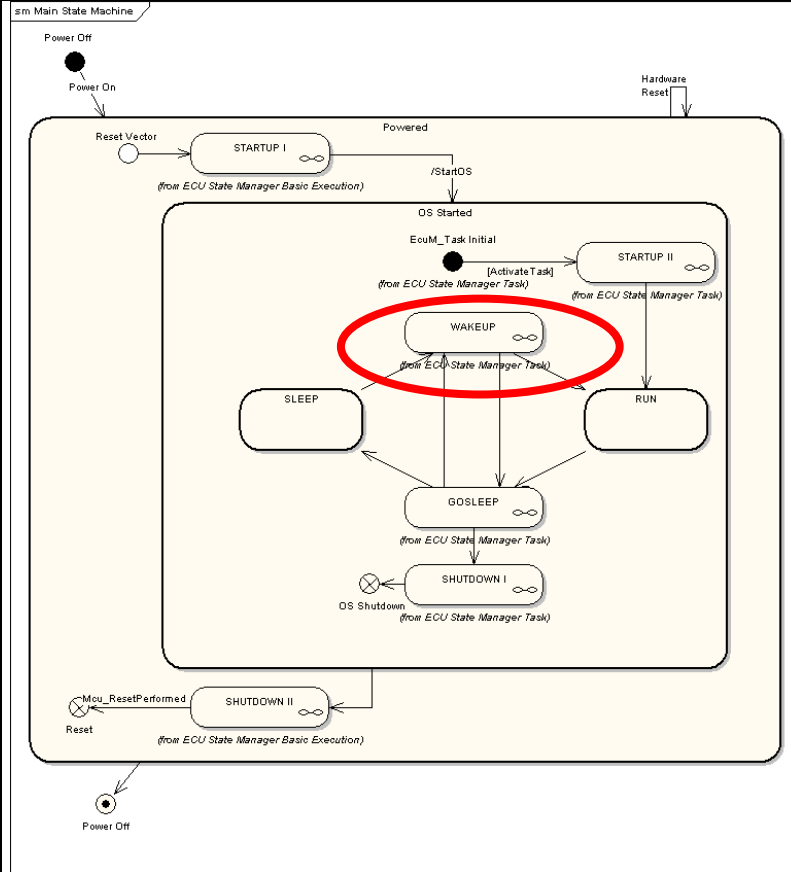 sm Main State Machine
Power Off
Power On
Hardware
Reset
Powered
Reset Vector
STARTUP I
(from ECU State Manager Basic Execution)
/StartOS
OS Started
EcuM_Task Initial
[ActivateTask]
(from ECU State Manager Task)
STARTUP II
(from ECU State Manager Task)
WAKEUP
(from ECU State Manager Task)
SLEEP
RUN
GOSLEEP
(from ECU State Manager Task)
SHUTDOWN I
OS Shutdown
(from ECU State Manager Task)
Mcu_ResetPerformed
SHUTDOWN II
Reset
(from ECU State Manager Basic Execution)
Power Off